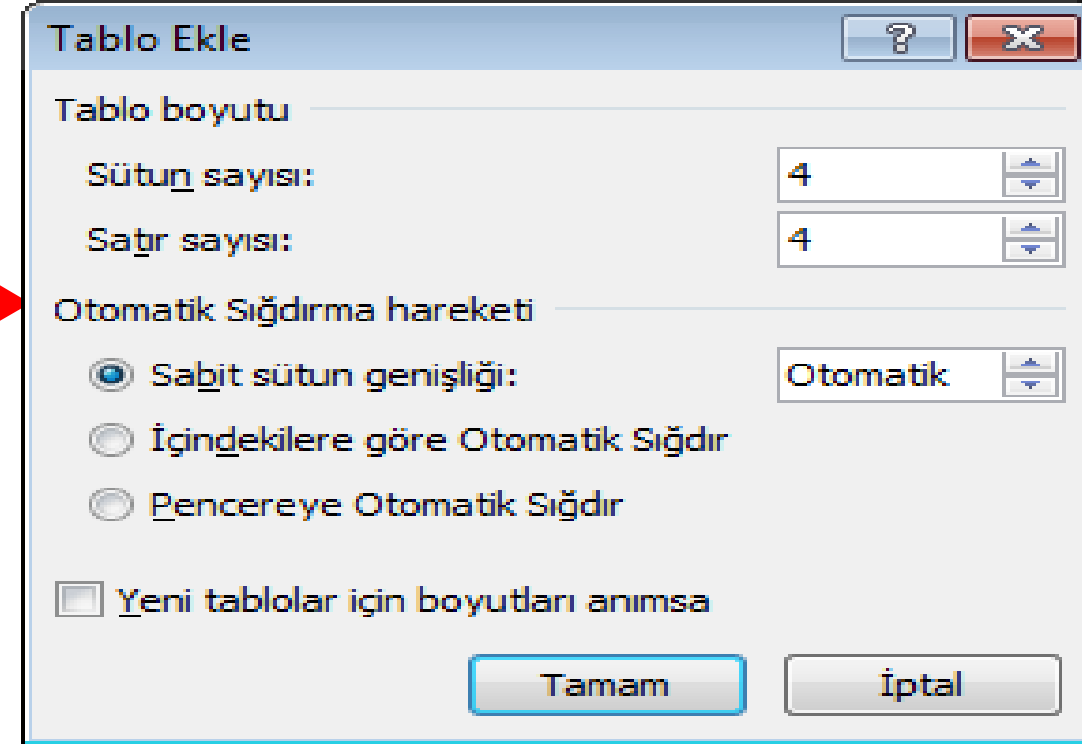 Tablo Ekle
Tablo boyutu
Sütun sayısı: 4
Satır sayısı: 4
Otomatik Sığdırma hareketi
Sabit sütun genişliği: Otomatik
İçindekilere göre Otomatik Sığdır
Pencereye Otomatik Sığdır
Yeni tablolar için boyutları anımsa
Tamam İptal